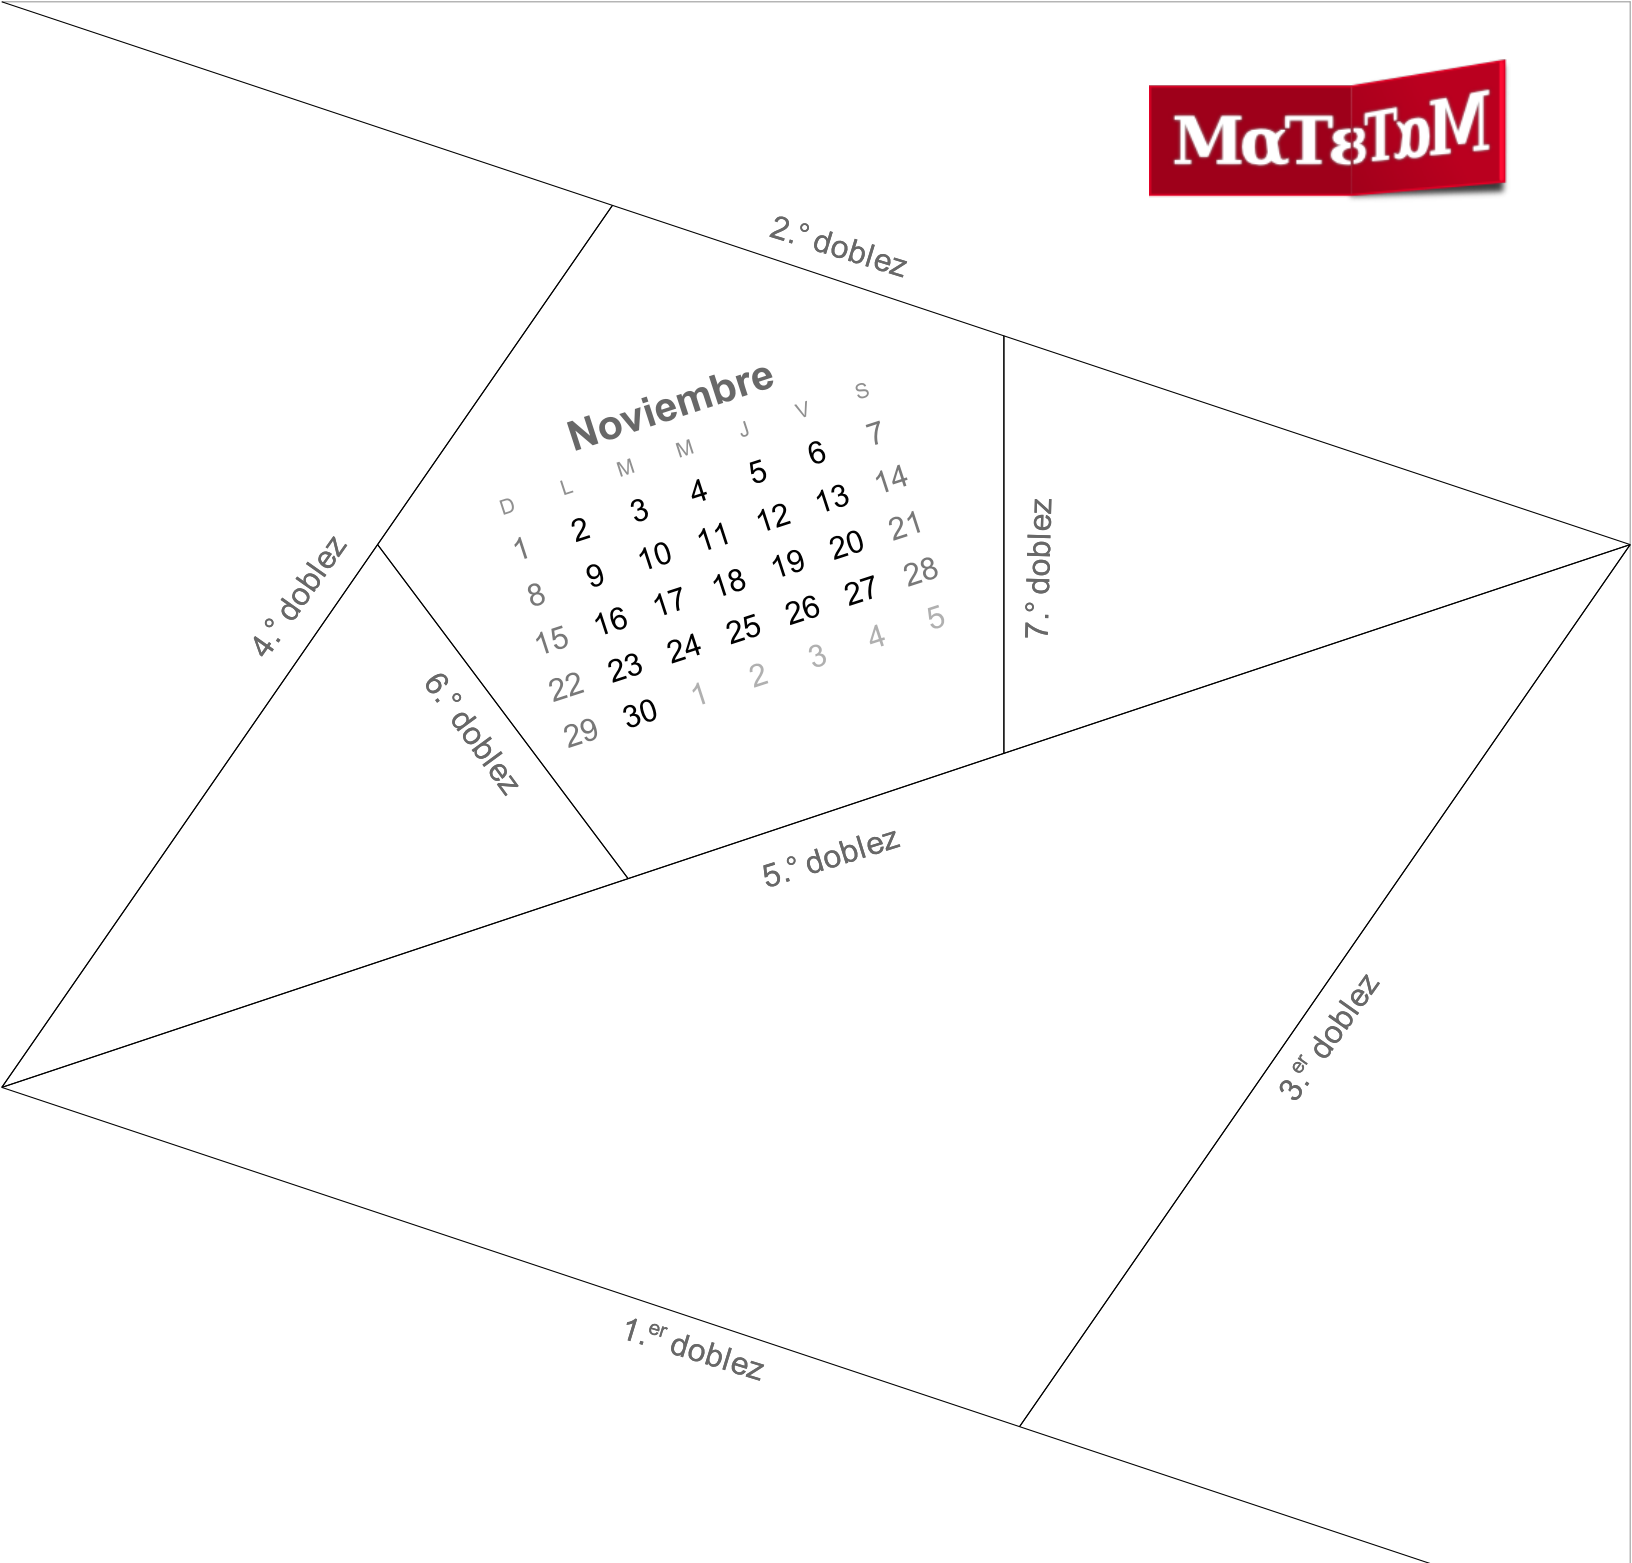 MαTεTαM
2.° doblez
Noviembre
D L M M J V S
1 2 3 4 5 6 7
8 9 10 11 12 13 14
15 16 17 18 19 20 21
22 23 24 25 26 27 28
29 30 1 2 3 4 5
4.° doblez
7.° doblez
6.° doblez
5.° doblez
3.er doblez
1.er doblez